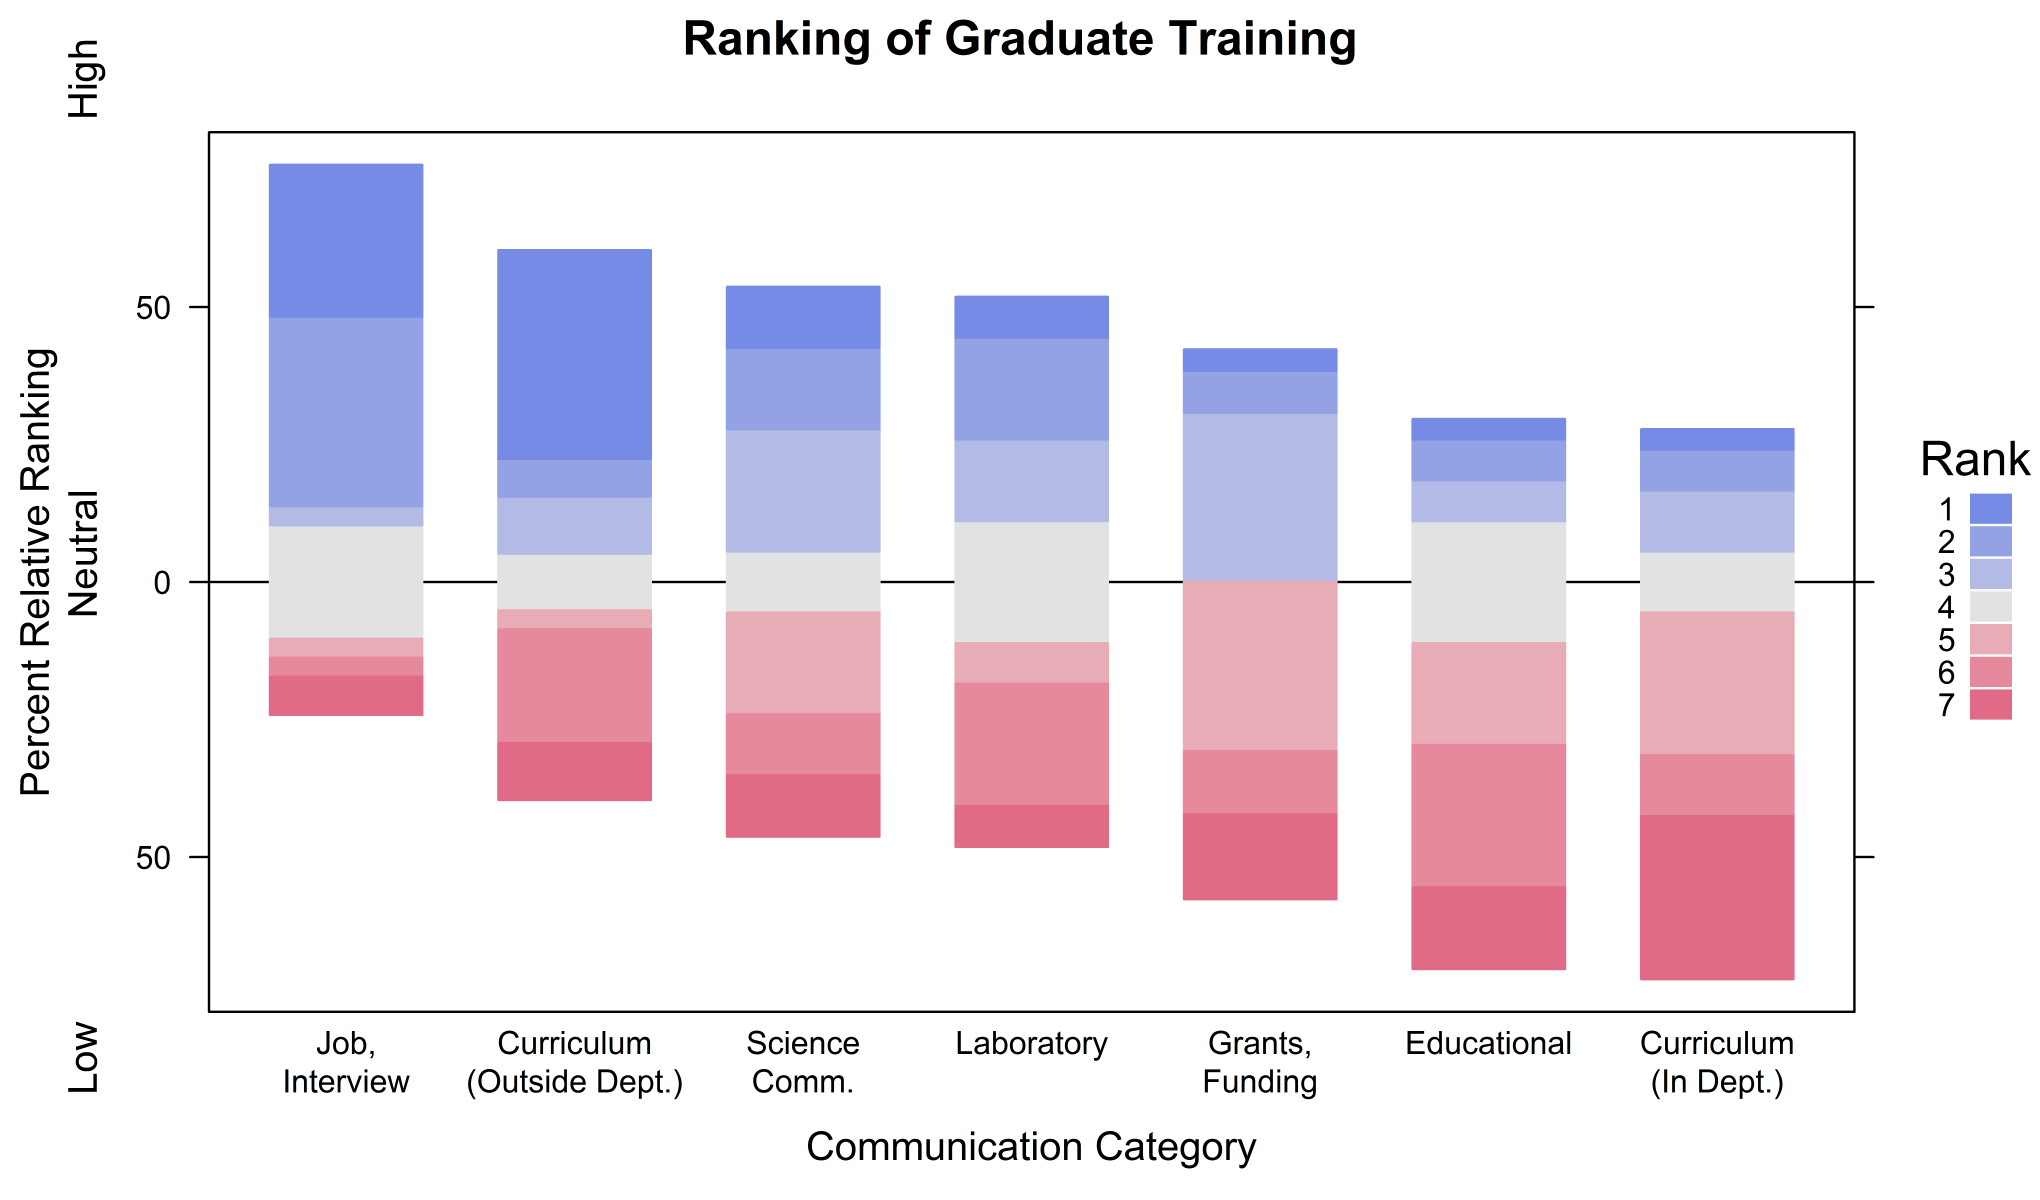 Ranking of Graduate Training
High
Neutral
Low
Percent Relative Ranking
50
0
50
Job,
Interview
Curriculum
(Outside Dept.)
Science
Comm.
Laboratory
Grants,
Funding
Educational
Curriculum
(In Dept.)
Communication Category
Rank
1
2
3
4
5
6
7